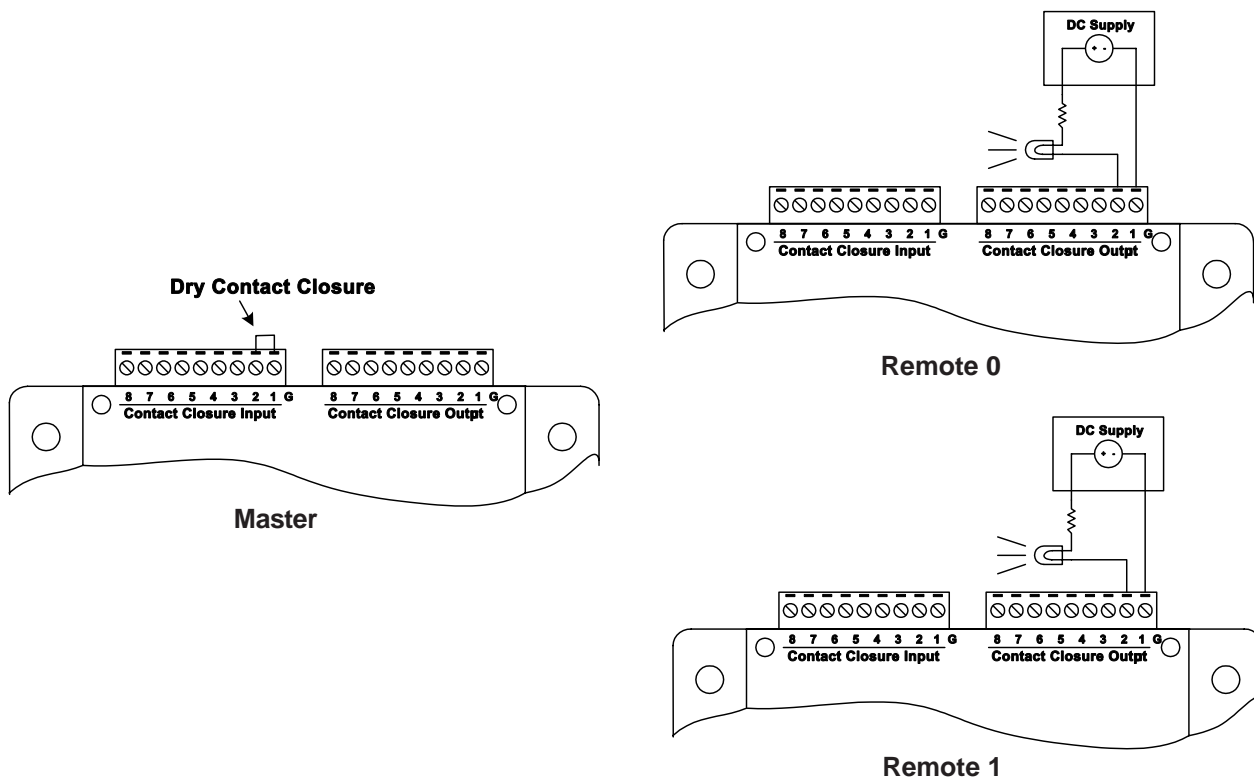 Dry Contact Closure
8 7 6 5 4 3 2 1 G
Contact Closure Input
8 7 6 5 4 3 2 1 G
Contact Closure Outpt
Master
DC Supply
+ -
8 7 6 5 4 3 2 1 G
Contact Closure Input
8 7 6 5 4 3 2 1 G
Contact Closure Outpt
Remote 0
DC Supply
+ -
8 7 6 5 4 3 2 1 G
Contact Closure Input
8 7 6 5 4 3 2 1 G
Contact Closure Outpt
Remote 1